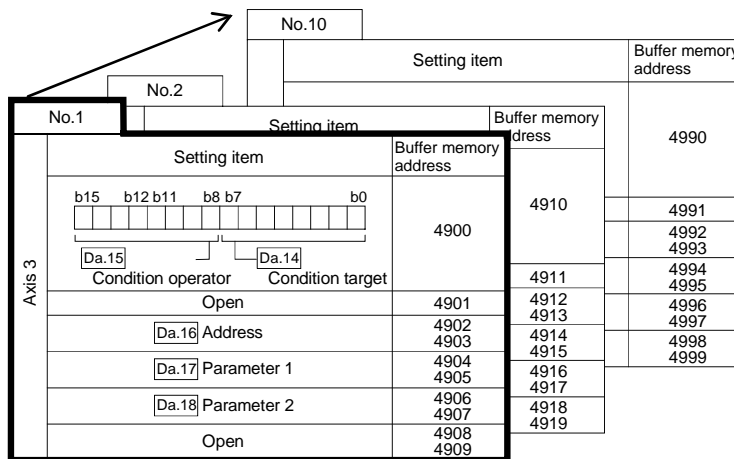 No.10
Setting item
Buffer memory
address
4990
4991
4992
4993
4994
4995
4996
4997
4998
4999
No.2
Setting item
Buffer memory
address
4910
4911
4912
4913
4914
4915
4916
4917
4918
4919
No.1
Axis 3
Setting item
Buffer memory
address
b15 b12 b11 b8 b7 b0
Da.15 Da.14
Condition operator Condition target
4900
Open 4901
Da.16 Address 4902
4903
Da.17 Parameter 1 4904
4905
Da.18 Parameter 2 4906
4907
Open 4908
4909